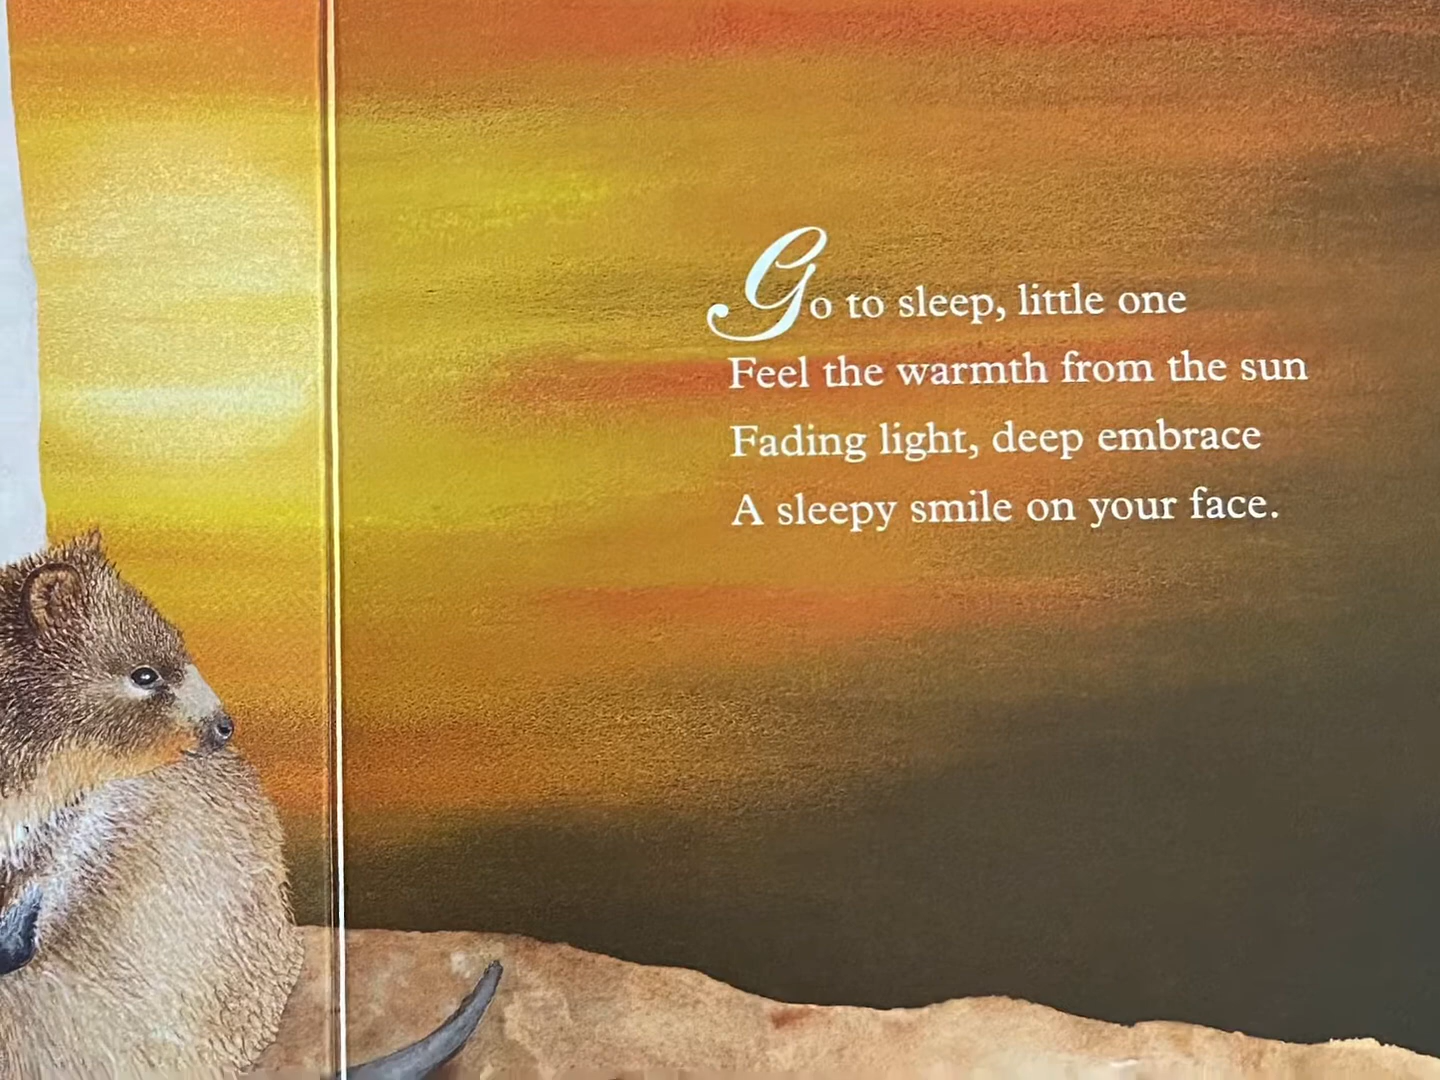 Go to sleep, little one
Feel the warmth from the sun
Fading light, deep embrace
A sleepy smile on your face.